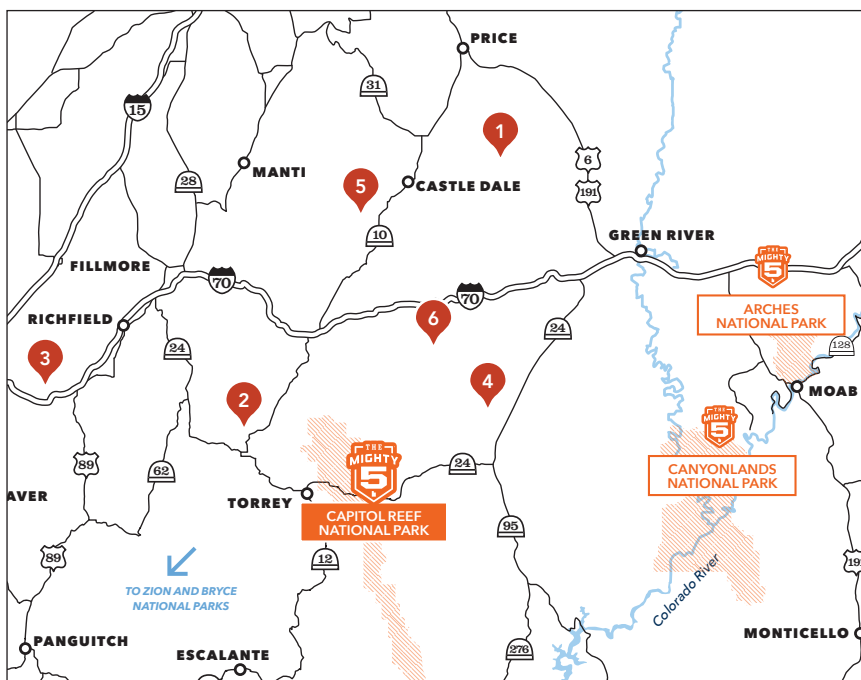 PRICE
31
15
1
6
MANTI
28
191
5
CASTLE DALE
10
GREEN RIVER
FILLMORE
THE
MIGHTY
5
70
70
ARCHES
NATIONAL PARK
RICHFIELD
6
24
24
128
3
2
4
MOAB
THE
MIGHTY
5
THE
MIGHTY
5
89
62
24
CANYONLANDS
NATIONAL PARK
AVER
TORREY
CAPITOL REEF
NATIONAL PARK
95
89
12
191
TO ZION AND BRYCE
NATIONAL PARKS
Colorado River
PANGUITCH
MONTICELLO
ESCALANTE
276